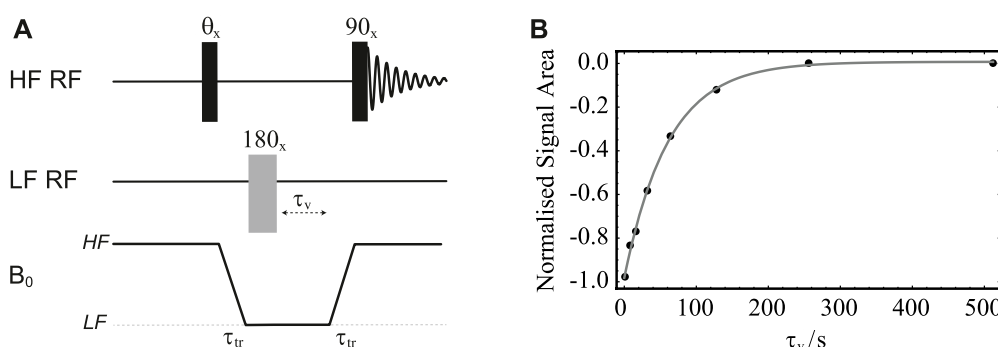 A
θx
90x
HF RF
180x
LF RF
τv
HF
B0
LF
τtr
τtr
B
Normalised Signal Area
0.0
-0.2
-0.4
-0.6
-0.8
-1.0
0
100
200
300
400
500
τv/s